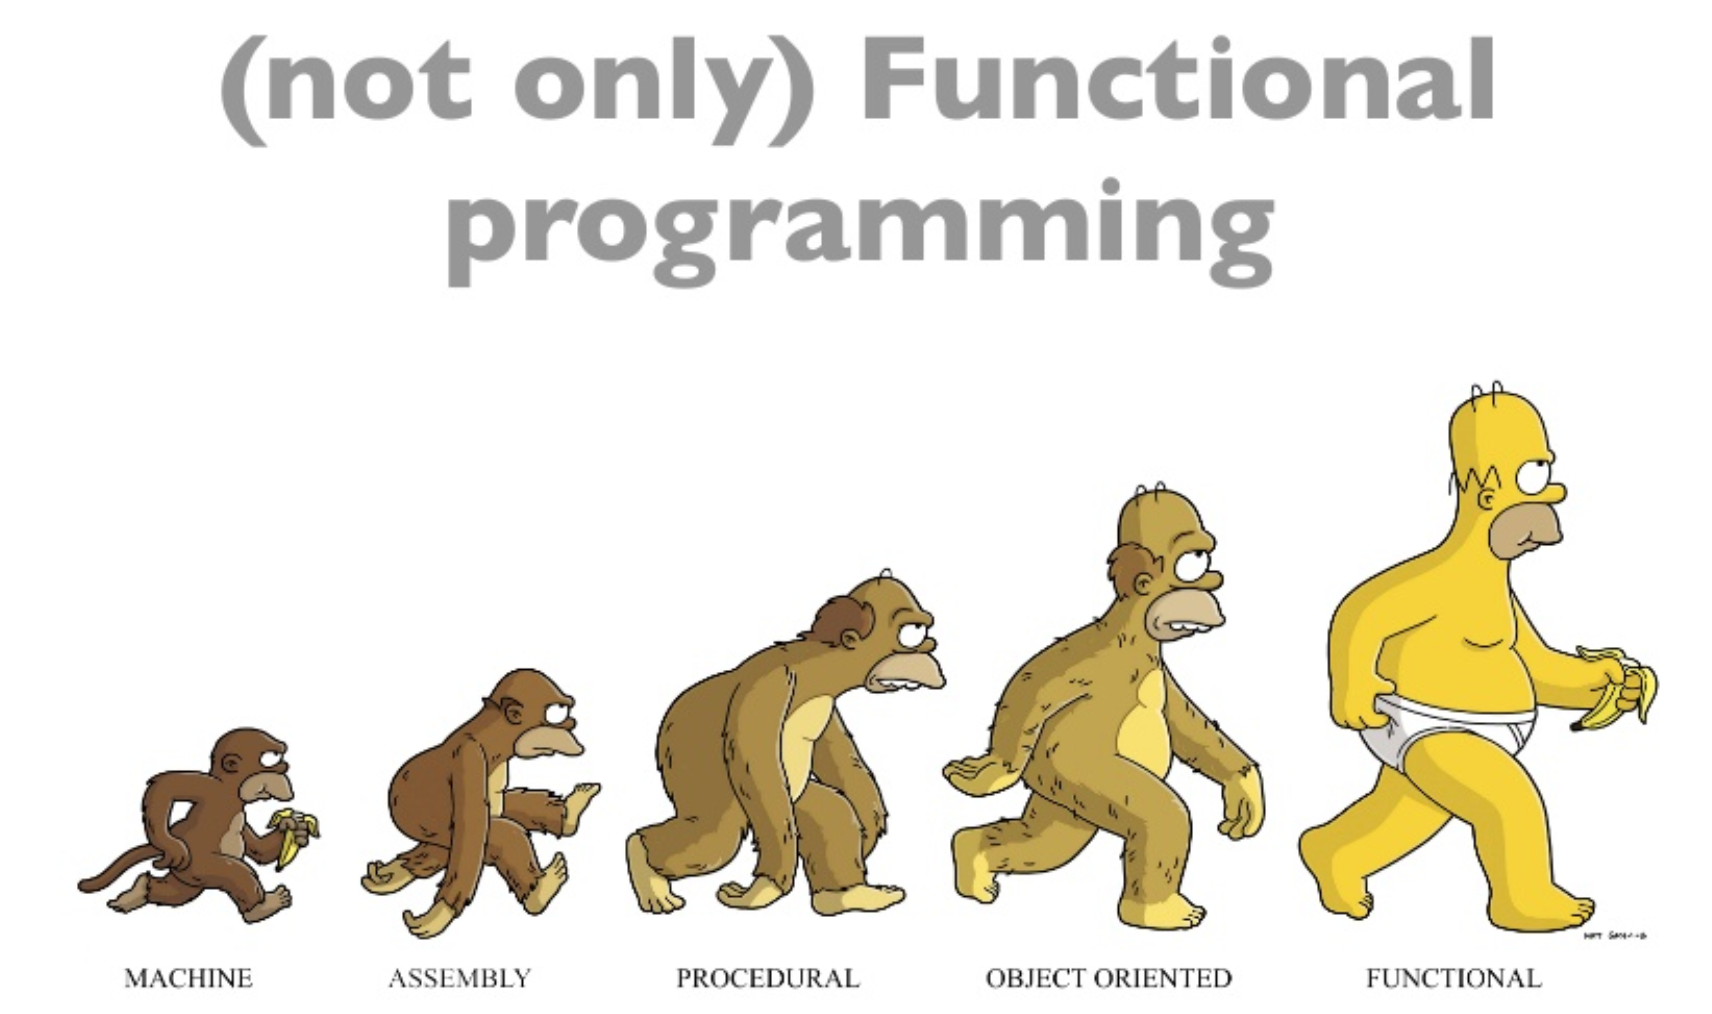 (not only) Functional
programming
MACHINE
ASSEMBLY
PROCEDURAL
OBJECT ORIENTED
FUNCTIONAL